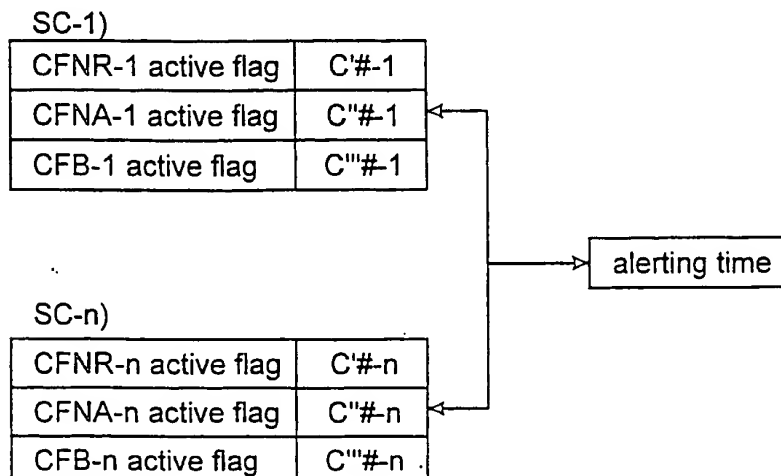 SC-1)
CFNR-1 active flag C'#-1
CFNA-1 active flag C"#-1
CFB-1 active flag C'"#-1
alerting time
SC-n)
CFNR-n active flag C'#-n
CFNA-n active flag C"#-n
CFB-n active flag C'"#-n